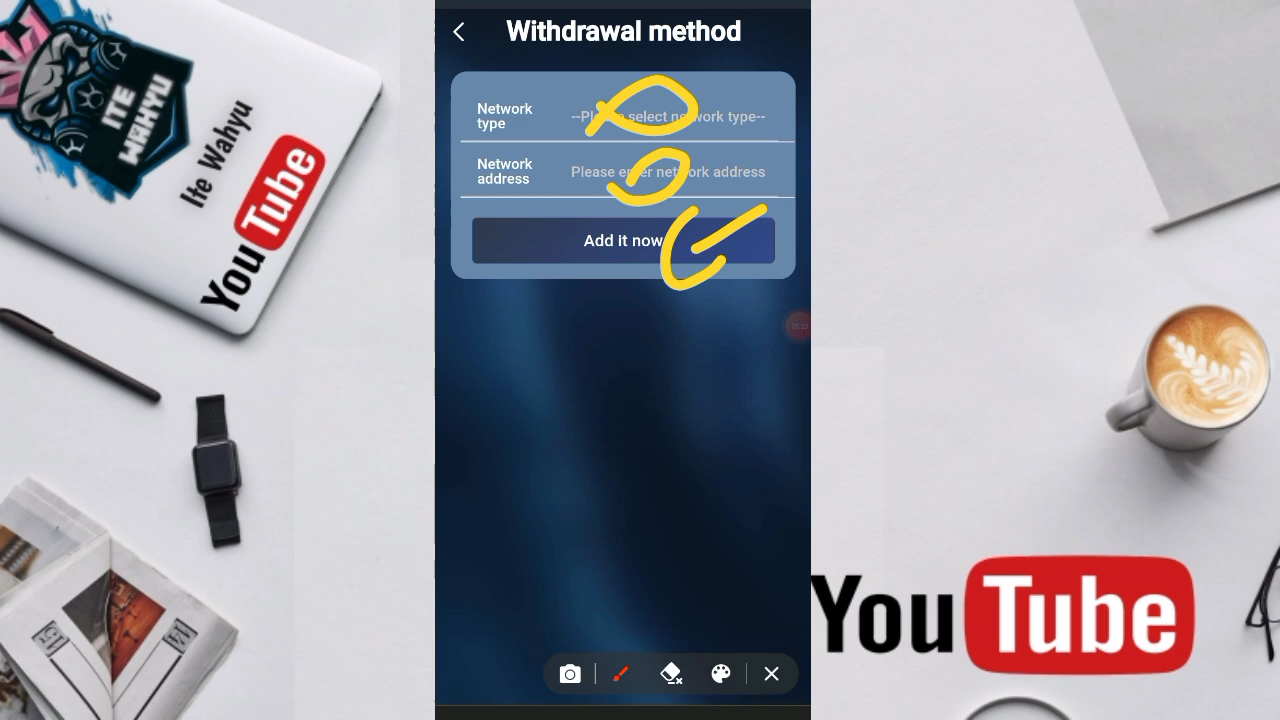 ITE
WAHYU
Ite Wahyu
YouTube
Withdrawal method
Network
type
--Please select network type--
Network
address
Please enter network address
Add it now
YouTube